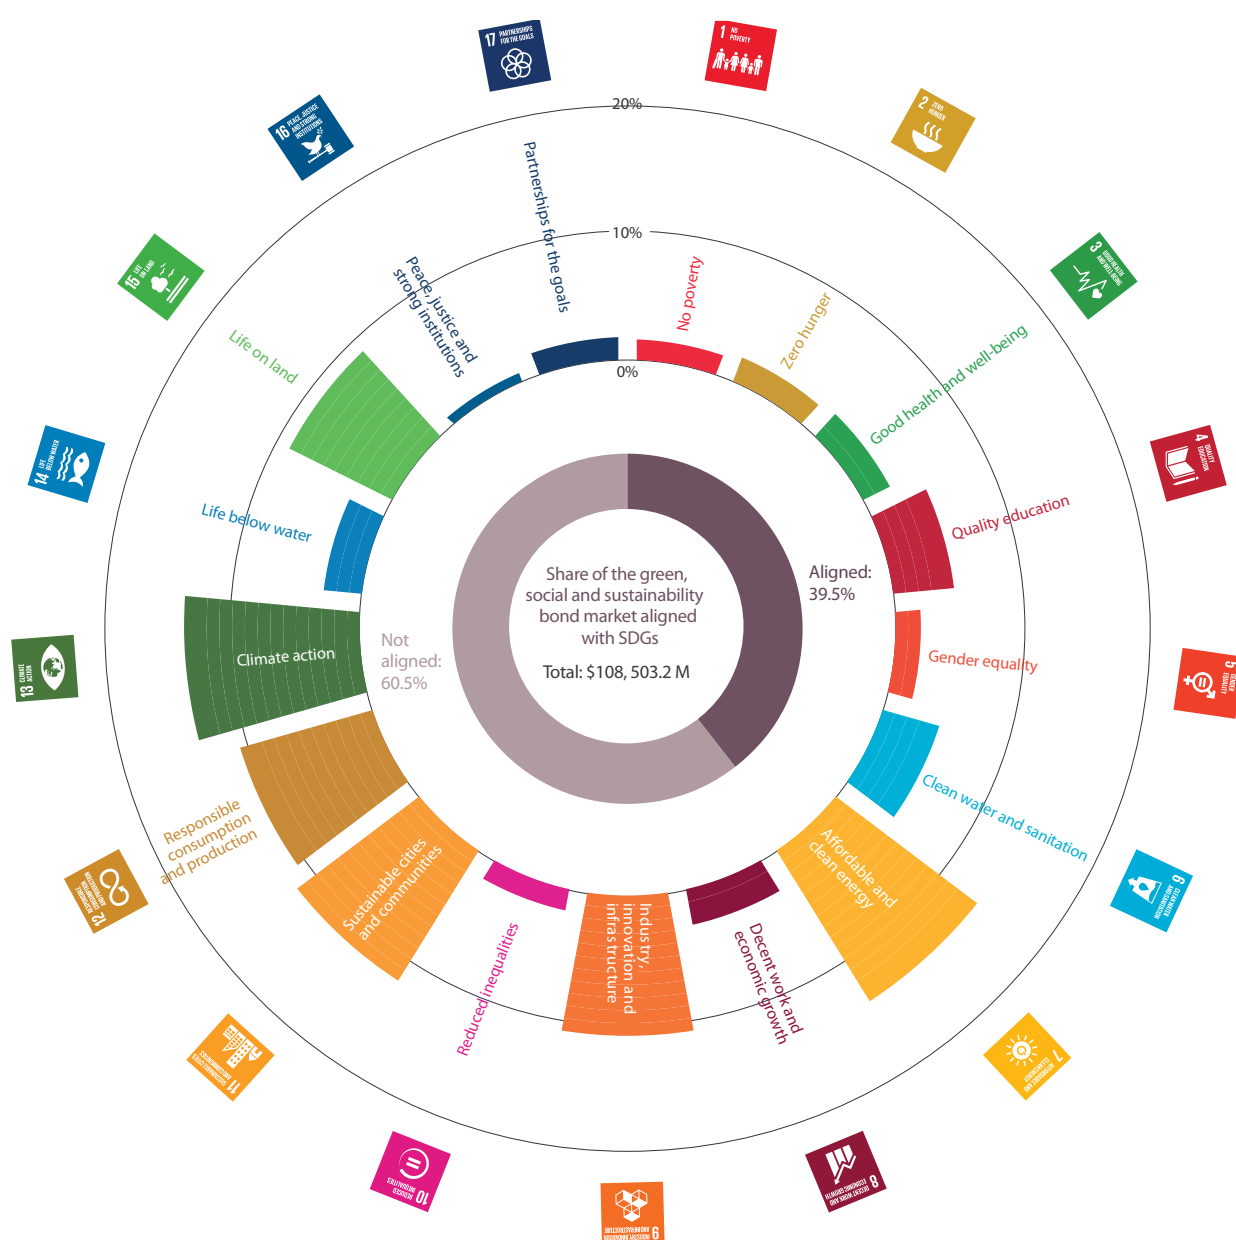 17 PARTNERSHIPS
FOR THE GOALS
1 NO
POVERTY
2 ZERO
HUNGER
3 GOOD HEALTH
AND WELL-BEING
4 QUALITY
EDUCATION
5 GENDER
EQUALITY
6 CLEAN WATER
AND SANITATION
7 AFFORDABLE AND
CLEAN ENERGY
8 DECENT WORK AND
ECONOMIC GROWTH
9 INDUSTRY, INNOVATION
AND INFRASTRUCTURE
10 REDUCED
INEQUALITIES
11 SUSTAINABLE CITIES
AND COMMUNITIES
12 RESPONSIBLE
CONSUMPTION
AND PRODUCTION
13 CLIMATE
ACTION
14 LIFE
BELOW WATER
15 LIFE
ON LAND
16 PEACE, JUSTICE
AND STRONG
INSTITUTIONS
20%
10%
0%
No poverty
Zero hunger
Good health and well-being
Quality education
Gender equality
Clean water and sanitation
Affordable and
clean energy
Decent work and
economic growth
Industry,
innovation and
infrastructure
Reduced inequalities
Sustainable cities
and communities
Responsible
consumption
and production
Climate action
Life below water
Life on land
Peace, justice and
strong institutions
Partnerships for the goals
Share of the green,
social and sustainability
bond market aligned
with SDGs
Total: $108, 503.2 M
Aligned:
39.5%
Not
aligned:
60.5%